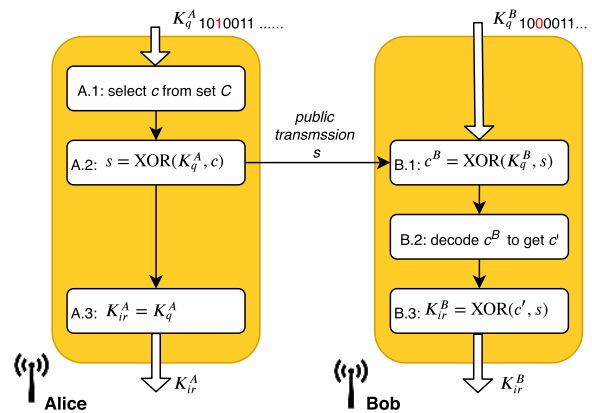 K_q^A 1010011 ......
K_q^B 1000011...
A.1: select c from set C
public
transmssion
s
A.2: s = XOR(K_q^A, c)
B.1: c^B = XOR(K_q^B, s)
B.2: decode c^B to get c'
A.3: K_ir^A = K_q^A
B.3: K_ir^B = XOR(c', s)
K_ir^A
K_ir^B
Alice
Bob